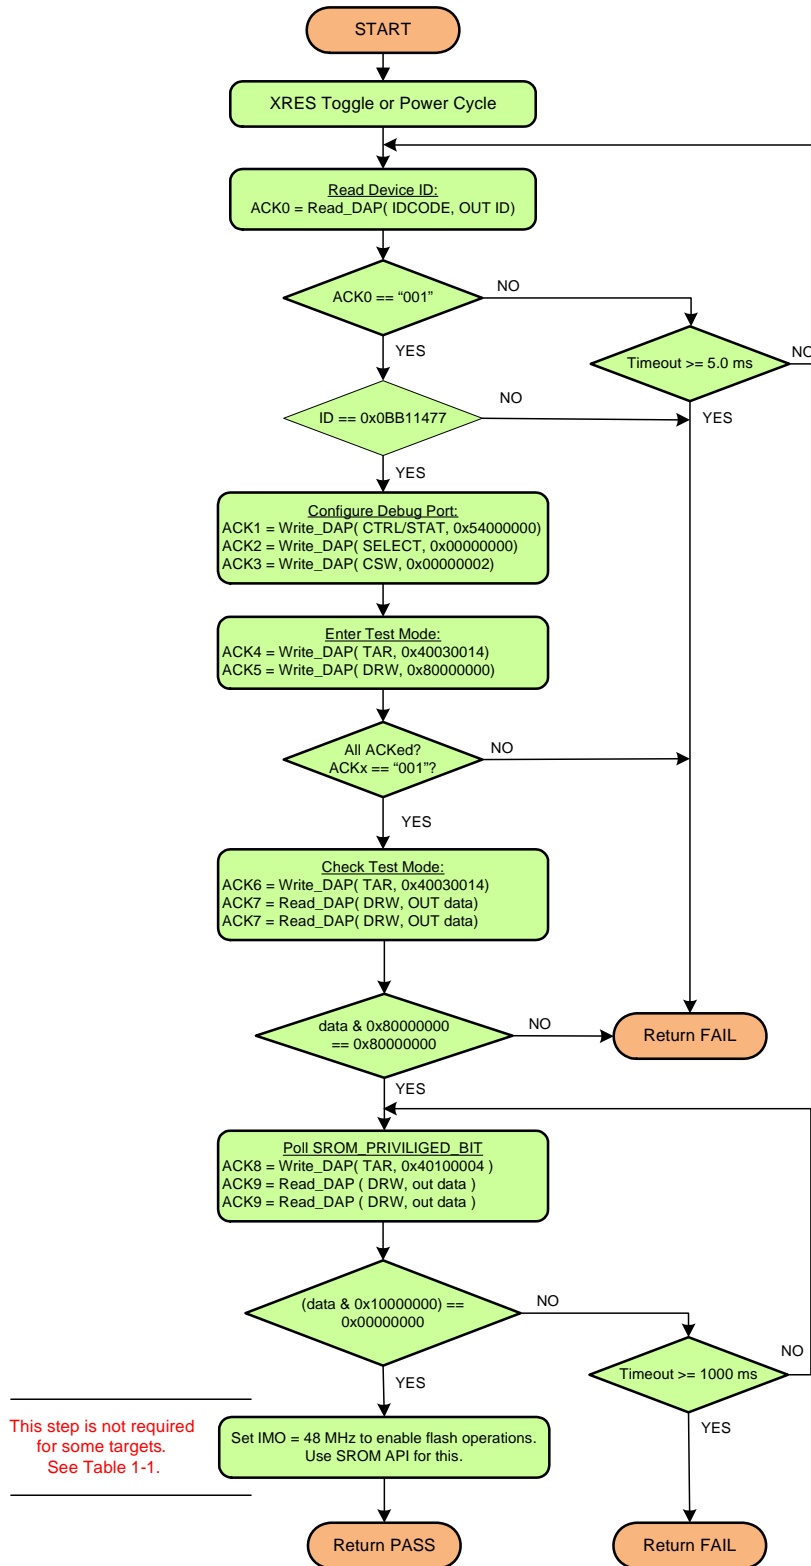 START
XRES Toggle or Power Cycle
Read Device ID:
ACK0 = Read_DAP( IDCODE, OUT ID)
ACK0 == “001”
NO
YES
Timeout >= 5.0 ms
NO
YES
ID == 0x0BB11477
NO
YES
Configure Debug Port:
ACK1 = Write_DAP( CTRL/STAT, 0x54000000)
ACK2 = Write_DAP( SELECT, 0x00000000)
ACK3 = Write_DAP( CSW, 0x00000002)
Enter Test Mode:
ACK4 = Write_DAP( TAR, 0x40030014)
ACK5 = Write_DAP( DRW, 0x80000000)
All ACKed?
ACKx == “001”?
NO
YES
Check Test Mode:
ACK6 = Write_DAP( TAR, 0x40030014)
ACK7 = Read_DAP( DRW, OUT data)
ACK7 = Read_DAP( DRW, OUT data)
data & 0x80000000
== 0x80000000
NO
Return FAIL
YES
Poll SROM_PRIVILIGED_BIT
ACK8 = Write_DAP( TAR, 0x40100004 )
ACK9 = Read_DAP ( DRW, out data )
ACK9 = Read_DAP ( DRW, out data )
(data & 0x10000000) ==
0x00000000
NO
YES
Timeout >= 1000 ms
NO
YES
This step is not required
for some targets.
See Table 1-1.
Set IMO = 48 MHz to enable flash operations.
Use SROM API for this.
Return PASS
Return FAIL